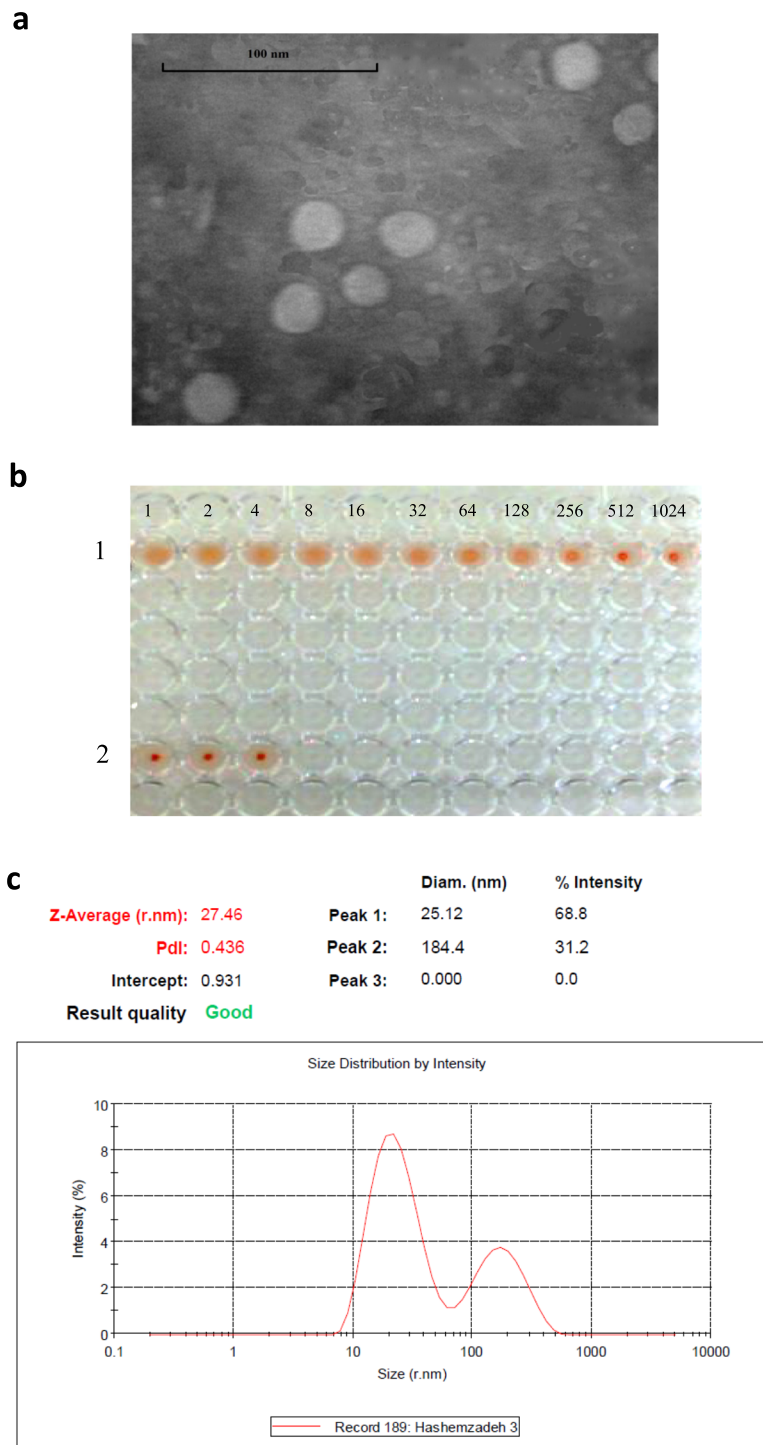 a
100 nm
b
1 2 4 8 16 32 64 128 256 512 1024
1
2
c
Diam. (nm) % Intensity
Z-Average (r.nm): 27.46 Peak 1: 25.12 68.8
PdI: 0.436 Peak 2: 184.4 31.2
Intercept: 0.931 Peak 3: 0.000 0.0
Result quality Good
Size Distribution by Intensity
10
8
6
4
2
0
Intensity (%)
0.1 1 10 100 1000 10000
Size (r.nm)
Record 189: Hashemzadeh 3